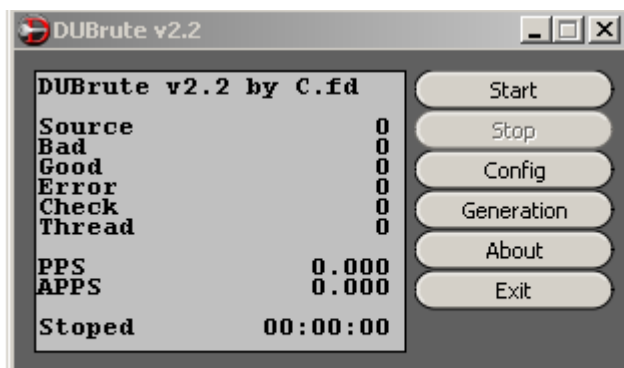 DUBrute v2.2
DUBrute v2.2 by C.fd
Source 0
Bad 0
Good 0
Error 0
Check 0
Thread 0
PPS 0.000
APPS 0.000
Stoped 00:00:00
Start
Stop
Config
Generation
About
Exit